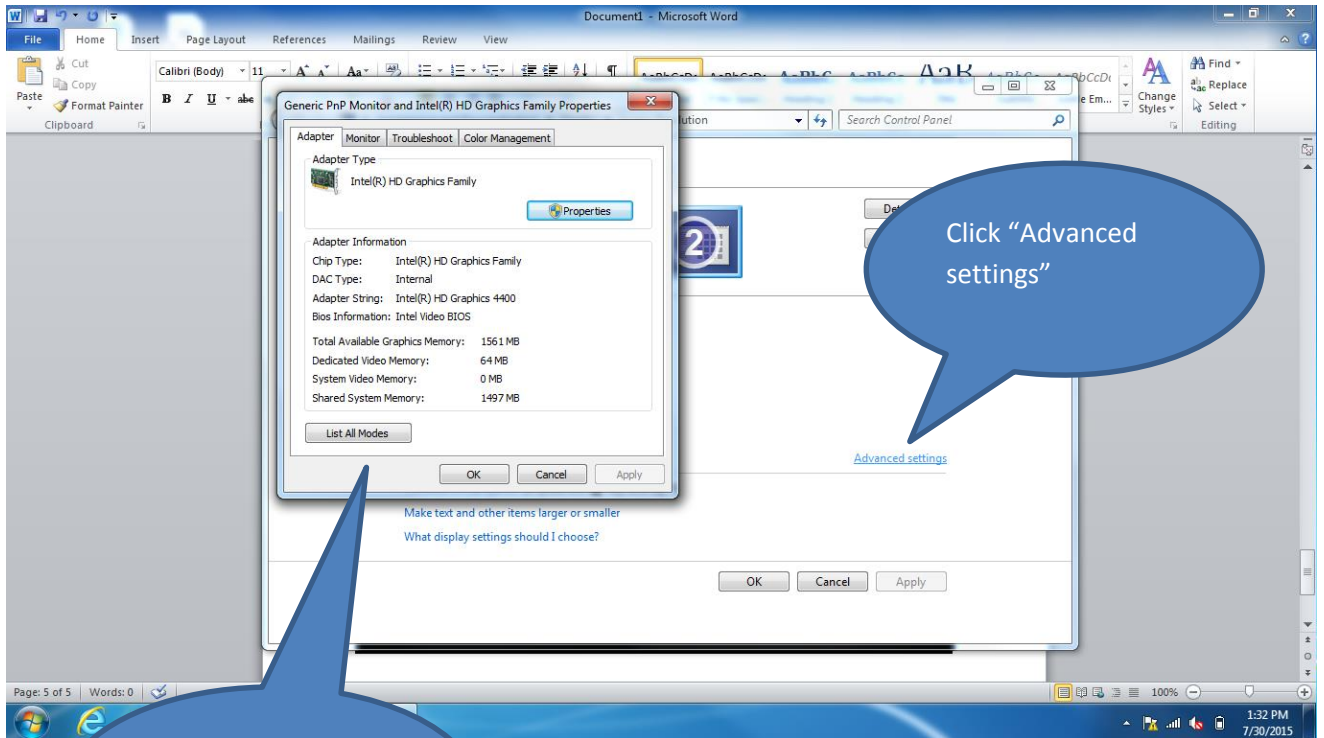 Document1 - Microsoft Word
File Home Insert Page Layout References Mailings Review View
Cut
Copy
Paste
Format Painter
Clipboard
Calibri (Body) 11
B I U abc
Aa
Change Styles
Find
Replace
Select
Editing
Search Control Panel
Generic PnP Monitor and Intel(R) HD Graphics Family Properties
Adapter Monitor Troubleshoot Color Management
Adapter Type
Intel(R) HD Graphics Family
Properties
Adapter Information
Chip Type: Intel(R) HD Graphics Family
DAC Type: Internal
Adapter String: Intel(R) HD Graphics 4400
Bios Information: Intel Video BIOS
Total Available Graphics Memory: 1561 MB
Dedicated Video Memory: 64 MB
System Video Memory: 0 MB
Shared System Memory: 1497 MB
List All Modes
OK Cancel Apply
2
Click “Advanced
settings”
Advanced settings
Make text and other items larger or smaller
What display settings should I choose?
OK Cancel Apply
Page: 5 of 5 Words: 0
100%
1:32 PM
7/30/2015